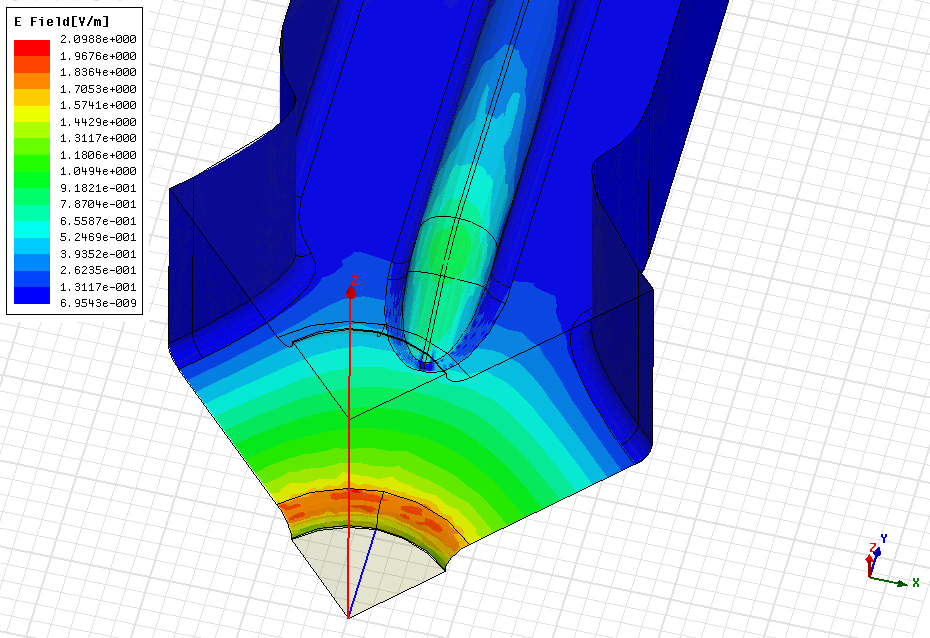 E Field[V/m]
2.0988e+000
1.9676e+000
1.8364e+000
1.7053e+000
1.5741e+000
1.4429e+000
1.3117e+000
1.1806e+000
1.0494e+000
9.1821e-001
7.8704e-001
6.5587e-001
5.2469e-001
3.9352e-001
2.6235e-001
1.3117e-001
6.9543e-009
Z
Z
Y
X